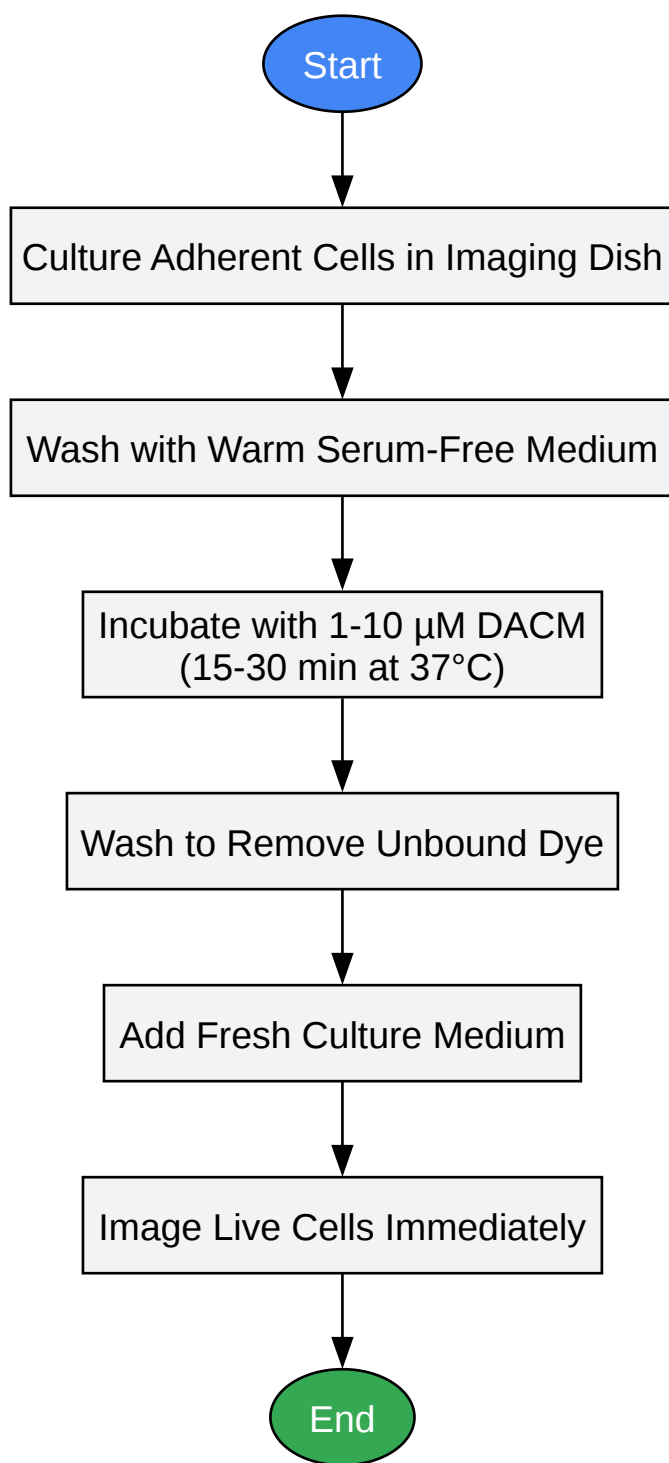 Start
Culture Adherent Cells in Imaging Dish
Wash with Warm Serum-Free Medium
Incubate with 1-10 µM DACM
(15-30 min at 37°C)
Wash to Remove Unbound Dye
Add Fresh Culture Medium
Image Live Cells Immediately
End